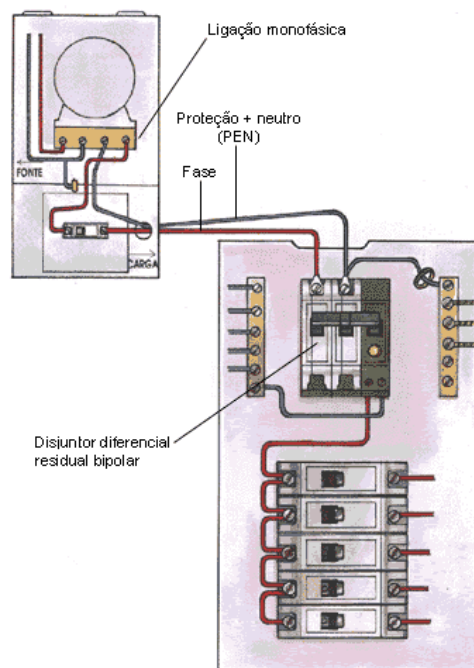 Ligação monofásica
Proteção + neutro
(PEN)
FONTE
Fase
CARGA
Disjuntor diferencial
residual bipolar